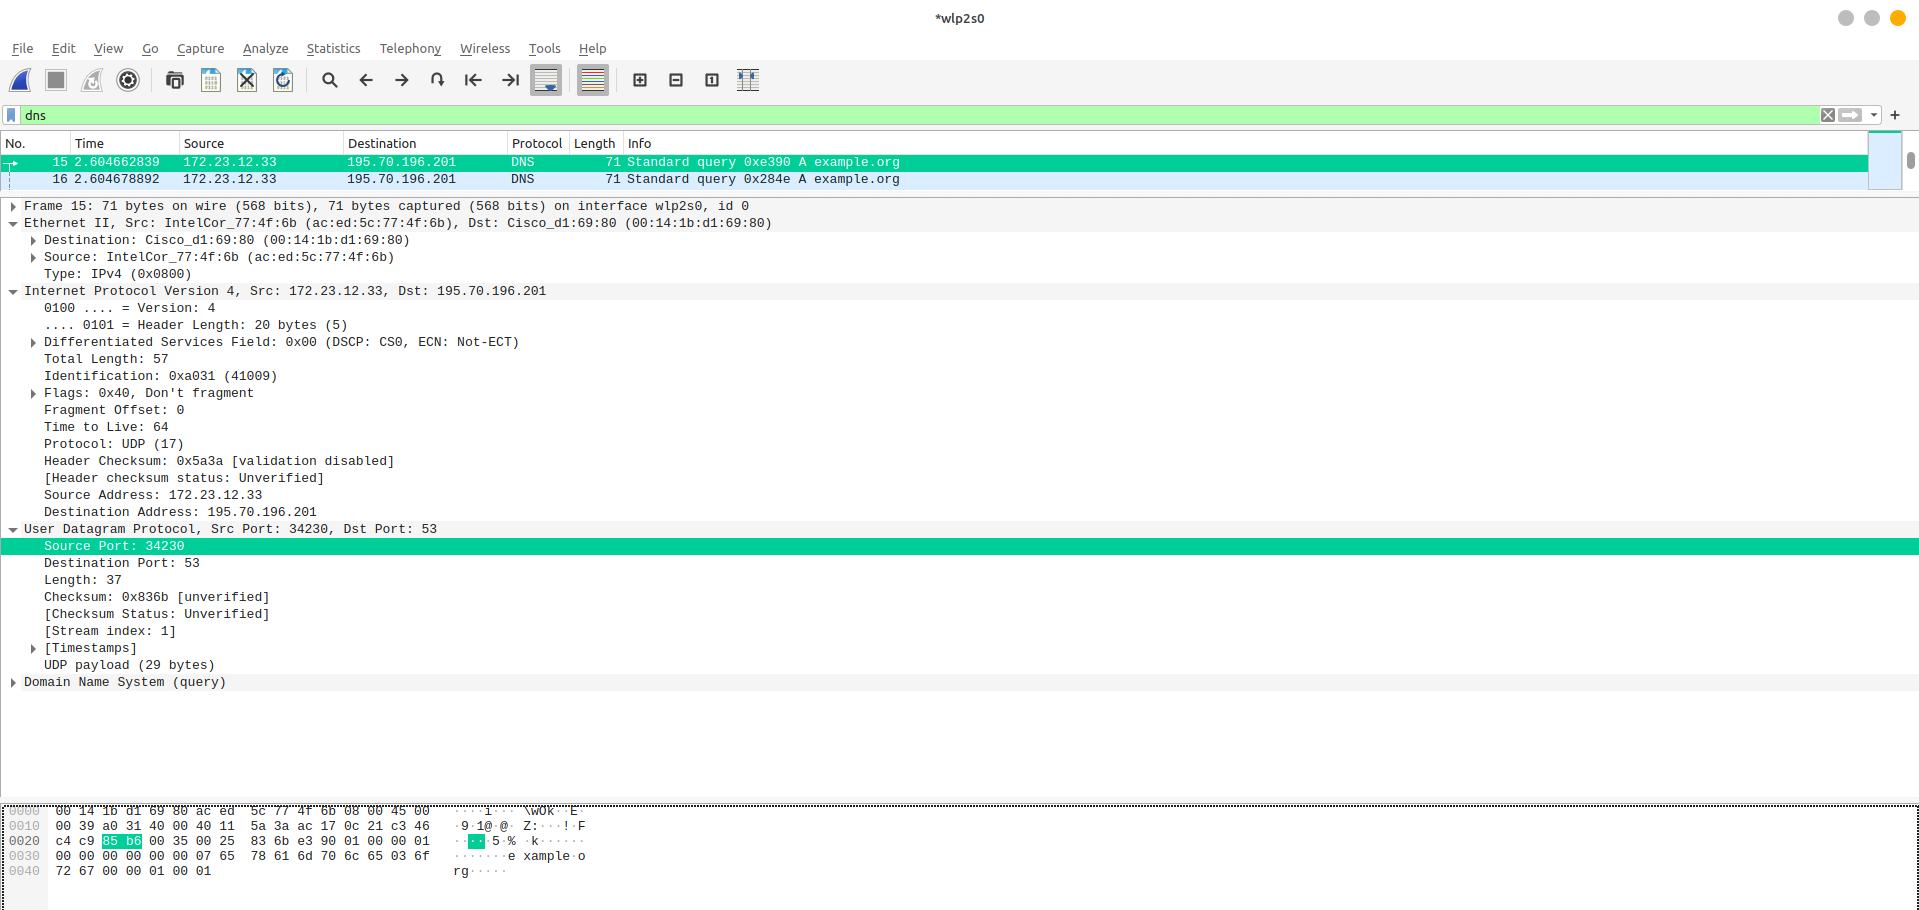 *wlp2s0
File Edit View Go Capture Analyze Statistics Telephony Wireless Tools Help
dns
No. Time Source Destination Protocol Length Info
15 2.604662839 172.23.12.33 195.70.196.201 DNS 71 Standard query 0xe390 A example.org
16 2.604678892 172.23.12.33 195.70.196.201 DNS 71 Standard query 0x284e A example.org
Frame 15: 71 bytes on wire (568 bits), 71 bytes captured (568 bits) on interface wlp2s0, id 0
Ethernet II, Src: IntelCor_77:4f:6b (ac:ed:5c:77:4f:6b), Dst: Cisco_d1:69:80 (00:14:1b:d1:69:80)
Destination: Cisco_d1:69:80 (00:14:1b:d1:69:80)
Source: IntelCor_77:4f:6b (ac:ed:5c:77:4f:6b)
Type: IPv4 (0x0800)
Internet Protocol Version 4, Src: 172.23.12.33, Dst: 195.70.196.201
0100 .... = Version: 4
.... 0101 = Header Length: 20 bytes (5)
Differentiated Services Field: 0x00 (DSCP: CS0, ECN: Not-ECT)
Total Length: 57
Identification: 0xa031 (41009)
Flags: 0x40, Don't fragment
Fragment Offset: 0
Time to Live: 64
Protocol: UDP (17)
Header Checksum: 0x5a3a [validation disabled]
[Header checksum status: Unverified]
Source Address: 172.23.12.33
Destination Address: 195.70.196.201
User Datagram Protocol, Src Port: 34230, Dst Port: 53
Source Port: 34230
Destination Port: 53
Length: 37
Checksum: 0x836b [unverified]
[Checksum Status: Unverified]
[Stream index: 1]
[Timestamps]
UDP payload (29 bytes)
Domain Name System (query)
0000 00 14 1b d1 69 80 ac ed 5c 77 4f 6b 08 00 45 00 ····i··· \wOk··E·
0010 00 39 a0 31 40 00 40 11 5a 3a ac 17 0c 21 c3 46 ·9·1@·@· Z:···!·F
0020 c4 c9 85 b6 00 35 00 25 83 6b e3 90 01 00 00 01 ·····5·% ·k······
0030 00 00 00 00 00 00 07 65 78 61 6d 70 6c 65 03 6f ·······e xample·o
0040 72 67 00 00 01 00 01 rg·····